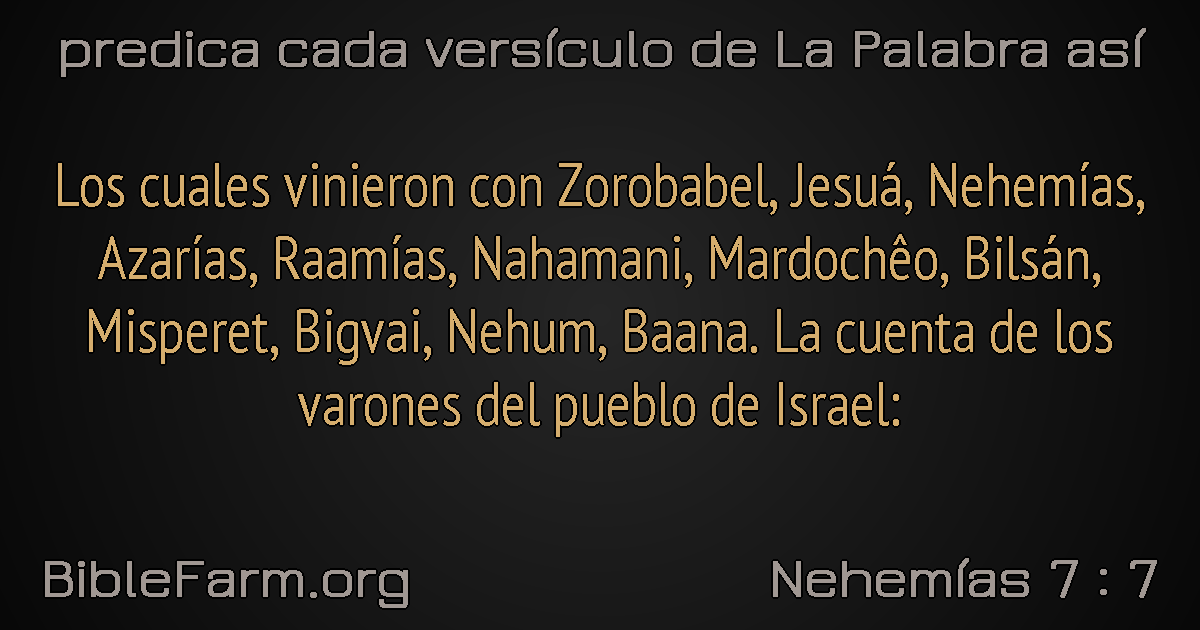 predica cada versículo de La Palabra así
Los cuales vinieron con Zorobabel, Jesuá, Nehemías,
Azarías, Raamías, Nahamani, Mardochêo, Bilsán,
Misperet, Bigvai, Nehum, Baana. La cuenta de los
varones del pueblo de Israel:
BibleFarm.org
Nehemías 7 : 7